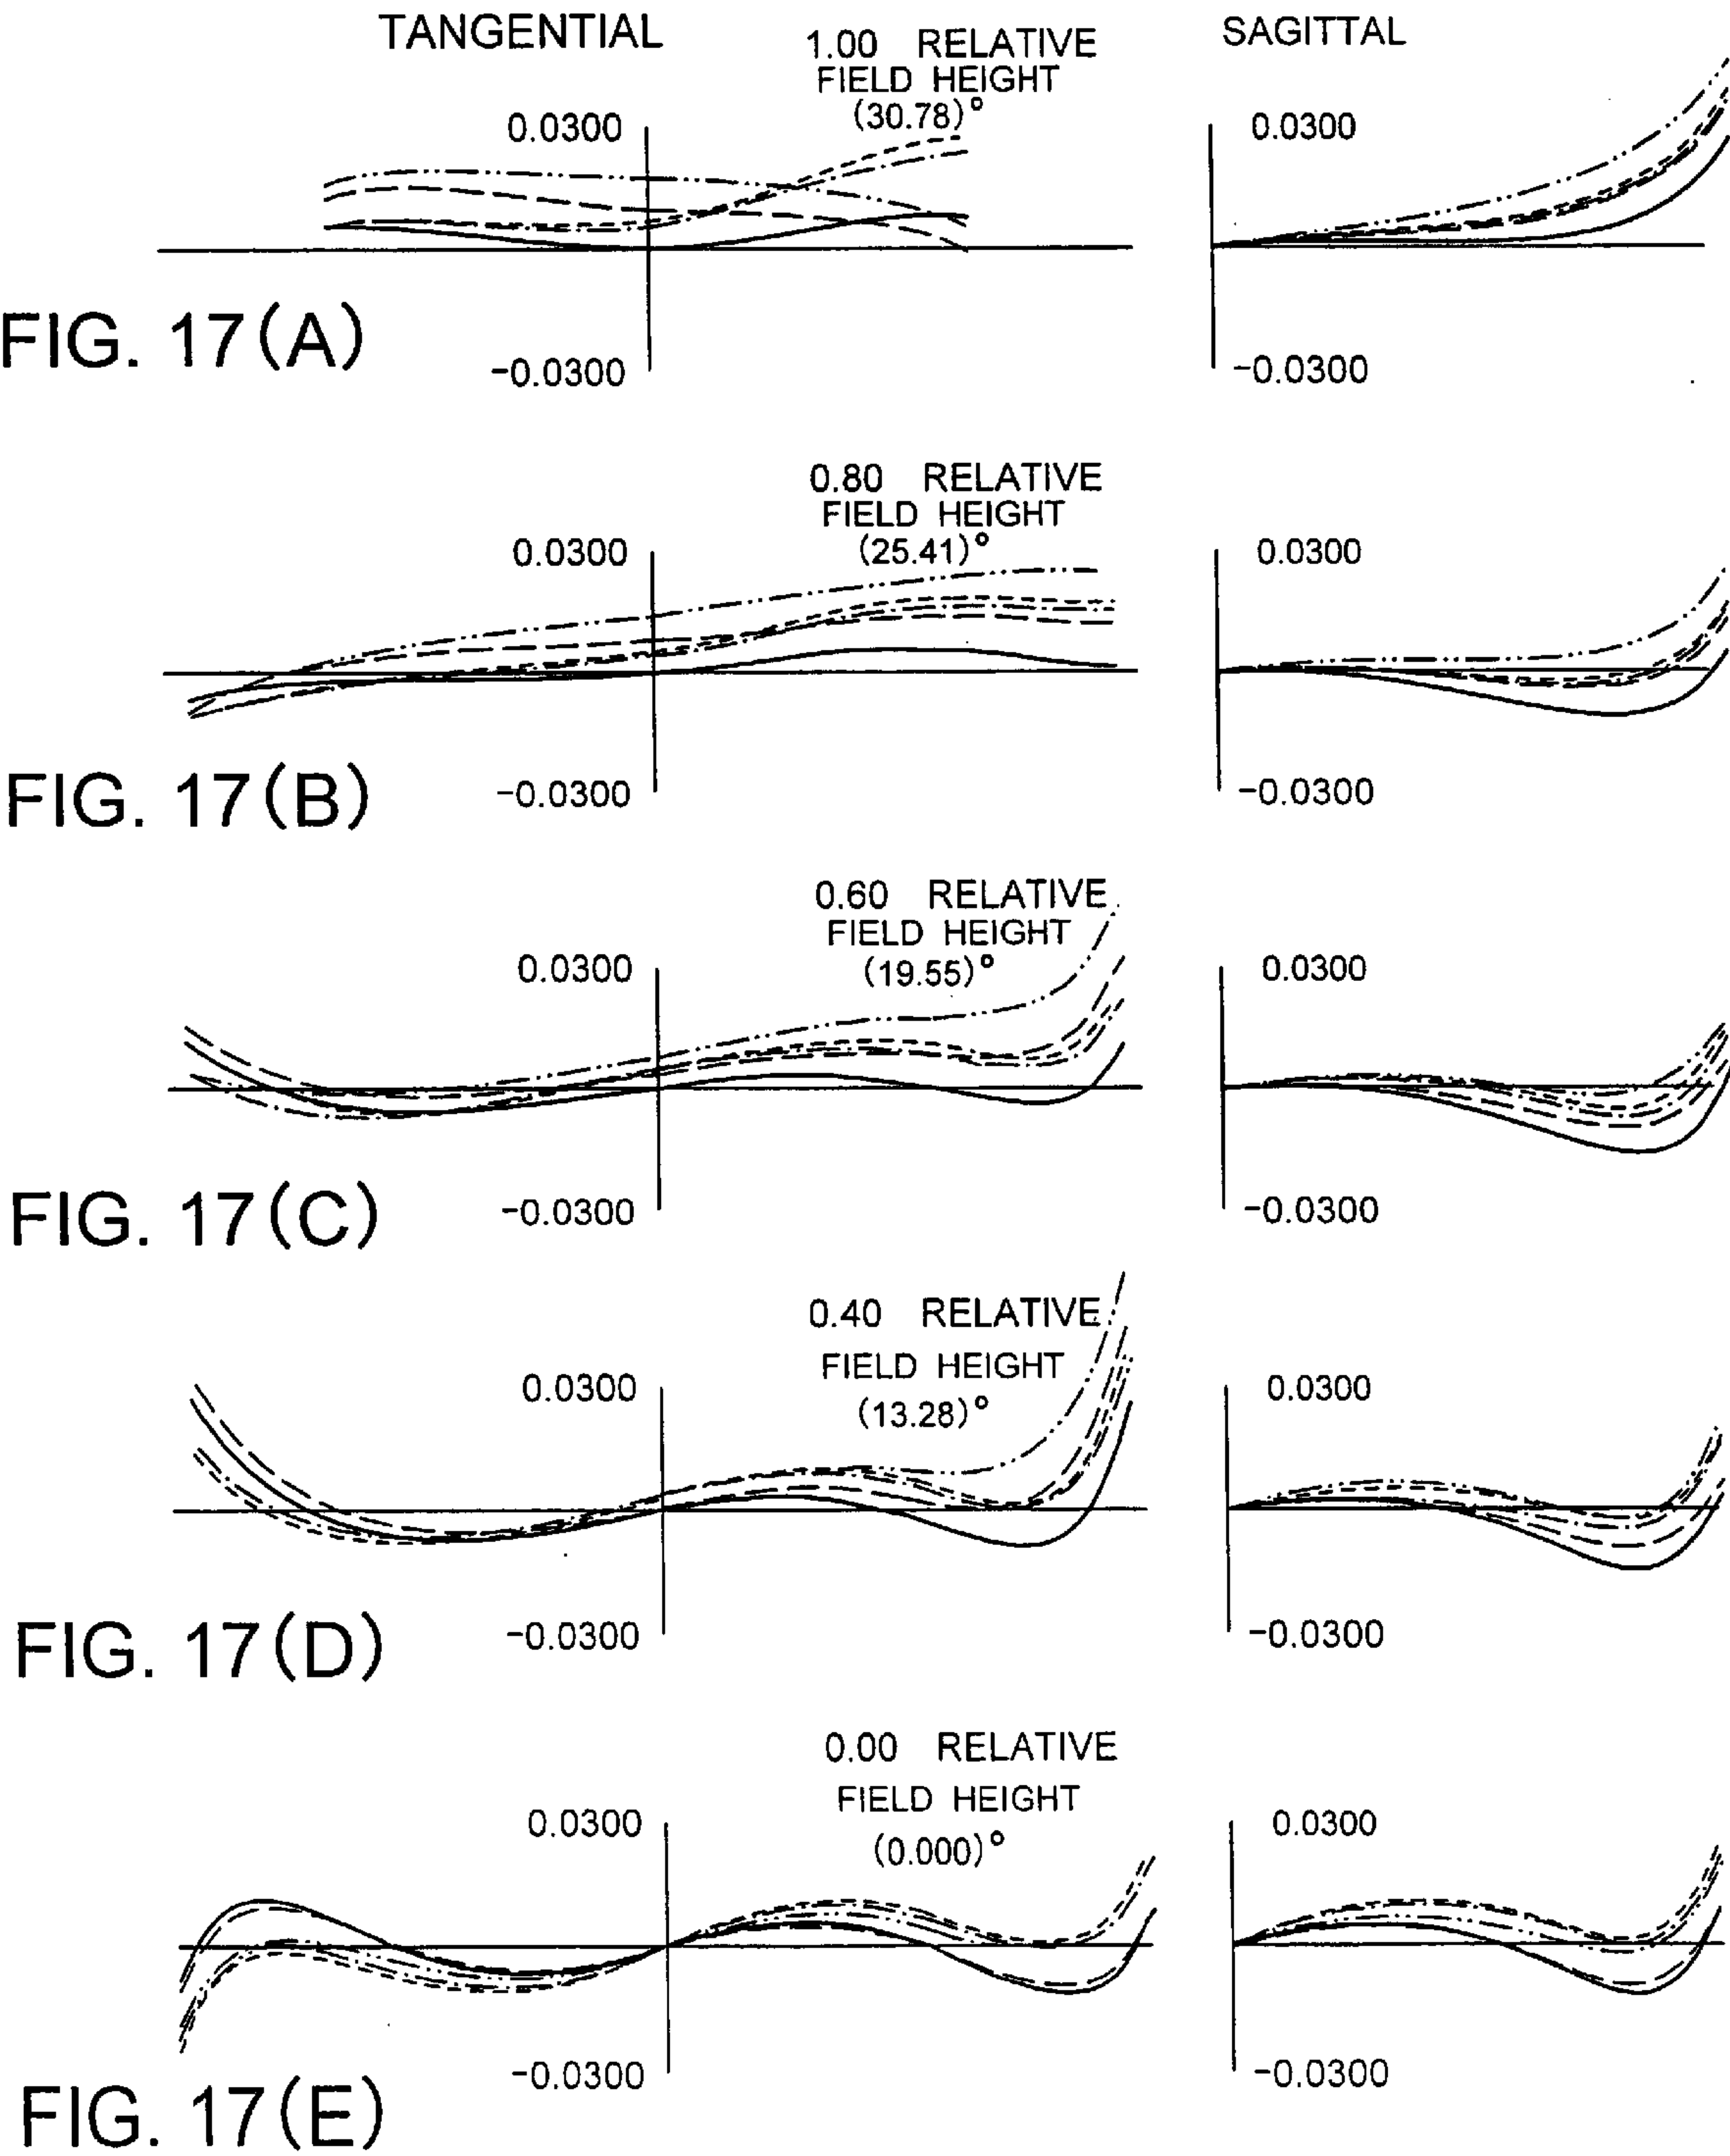 TANGENTIAL
SAGITTAL
1.00 RELATIVE
FIELD HEIGHT
(30.78)°
0.0300
0.0300
FIG. 17(A)
-0.0300
-0.0300
0.80 RELATIVE
FIELD HEIGHT
(25.41)°
0.0300
0.0300
FIG. 17(B)
-0.0300
-0.0300
0.60 RELATIVE
FIELD HEIGHT
(19.55)°
0.0300
0.0300
FIG. 17(C)
-0.0300
-0.0300
0.40 RELATIVE
FIELD HEIGHT
(13.28)°
0.0300
0.0300
FIG. 17(D)
-0.0300
-0.0300
0.00 RELATIVE
FIELD HEIGHT
(0.000)°
0.0300
0.0300
FIG. 17(E)
-0.0300
-0.0300